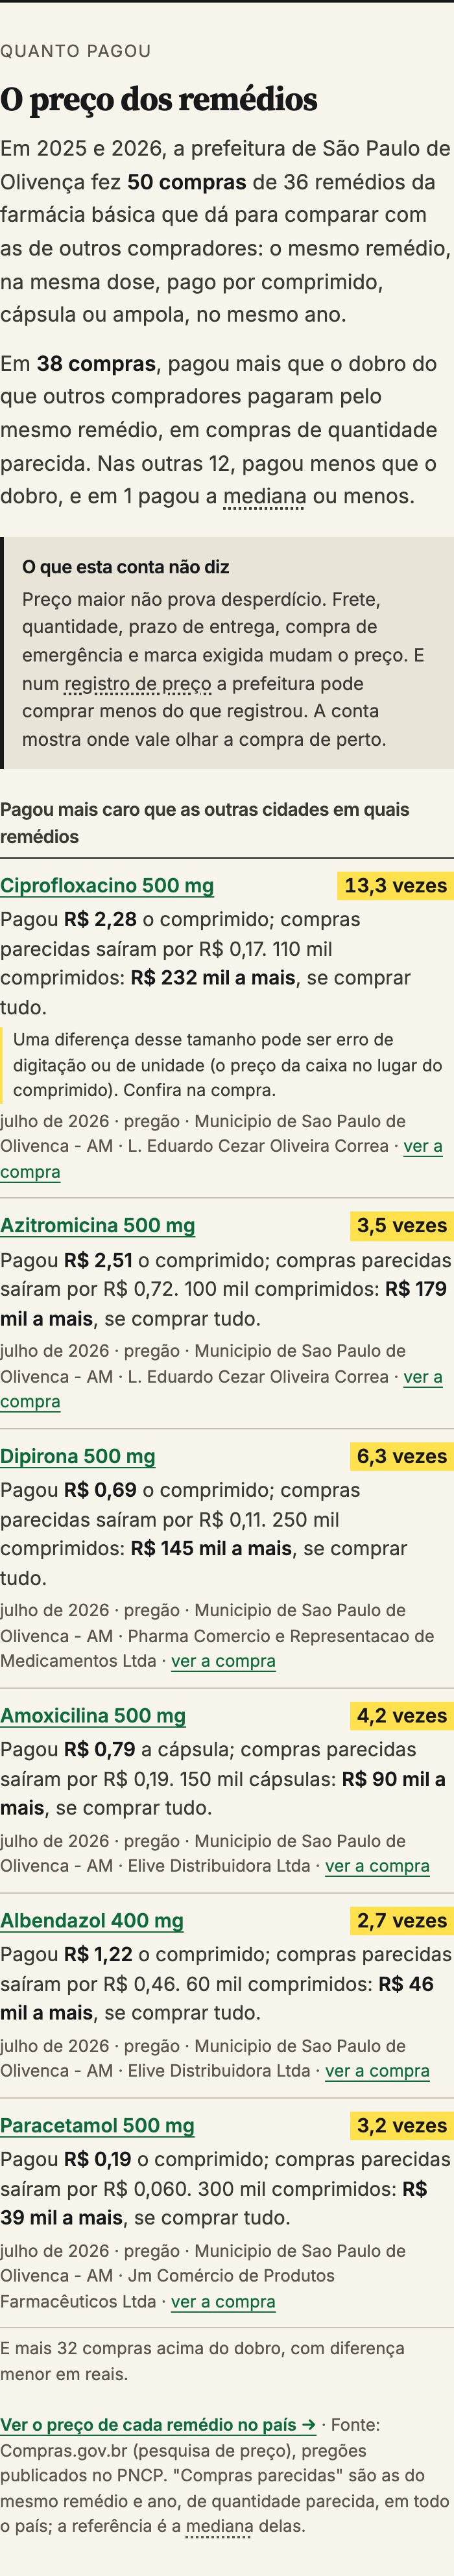 QUANTO PAGOU
O preço dos remédios
Em 2025 e 2026, a prefeitura de São Paulo de
Olivença fez 50 compras de 36 remédios da
farmácia básica que dá para comparar com
as de outros compradores: o mesmo remédio,
na mesma dose, pago por comprimido,
cápsula ou ampola, no mesmo ano.
Em 38 compras, pagou mais que o dobro do
que outros compradores pagaram pelo
mesmo remédio, em compras de quantidade
parecida. Nas outras 12, pagou menos que o
dobro, e em 1 pagou a mediana ou menos.
O que esta conta não diz
Preço maior não prova desperdício. Frete,
quantidade, prazo de entrega, compra de
emergência e marca exigida mudam o preço. E
num registro de preço a prefeitura pode
comprar menos do que registrou. A conta
mostra onde vale olhar a compra de perto.
Pagou mais caro que as outras cidades em quais
remédios
Ciprofloxacino 500 mg 13,3 vezes
Pagou R$ 2,28 o comprimido; compras
parecidas saíram por R$ 0,17. 110 mil
comprimidos: R$ 232 mil a mais, se comprar
tudo.
Uma diferença desse tamanho pode ser erro de
digitação ou de unidade (o preço da caixa no lugar do
comprimido). Confira na compra.
julho de 2026 · pregão · Municipio de Sao Paulo de
Olivenca - AM · L. Eduardo Cezar Oliveira Correa · ver a
compra
Azitromicina 500 mg 3,5 vezes
Pagou R$ 2,51 o comprimido; compras parecidas
saíram por R$ 0,72. 100 mil comprimidos: R$ 179
mil a mais, se comprar tudo.
julho de 2026 · pregão · Municipio de Sao Paulo de
Olivenca - AM · L. Eduardo Cezar Oliveira Correa · ver a
compra
Dipirona 500 mg 6,3 vezes
Pagou R$ 0,69 o comprimido; compras
parecidas saíram por R$ 0,11. 250 mil
comprimidos: R$ 145 mil a mais, se comprar
tudo.
julho de 2026 · pregão · Municipio de Sao Paulo de
Olivenca - AM · Pharma Comercio e Representacao de
Medicamentos Ltda · ver a compra
Amoxicilina 500 mg 4,2 vezes
Pagou R$ 0,79 a cápsula; compras parecidas
saíram por R$ 0,19. 150 mil cápsulas: R$ 90 mil a
mais, se comprar tudo.
julho de 2026 · pregão · Municipio de Sao Paulo de
Olivenca - AM · Elive Distribuidora Ltda · ver a compra
Albendazol 400 mg 2,7 vezes
Pagou R$ 1,22 o comprimido; compras parecidas
saíram por R$ 0,46. 60 mil comprimidos: R$ 46
mil a mais, se comprar tudo.
julho de 2026 · pregão · Municipio de Sao Paulo de
Olivenca - AM · Elive Distribuidora Ltda · ver a compra
Paracetamol 500 mg 3,2 vezes
Pagou R$ 0,19 o comprimido; compras parecidas
saíram por R$ 0,060. 300 mil comprimidos: R$
39 mil a mais, se comprar tudo.
julho de 2026 · pregão · Municipio de Sao Paulo de
Olivenca - AM · Jm Comércio de Produtos
Farmacêuticos Ltda · ver a compra
E mais 32 compras acima do dobro, com diferença
menor em reais.
Ver o preço de cada remédio no país → · Fonte:
Compras.gov.br (pesquisa de preço), pregões
publicados no PNCP. "Compras parecidas" são as do
mesmo remédio e ano, de quantidade parecida, em todo
o país; a referência é a mediana delas.